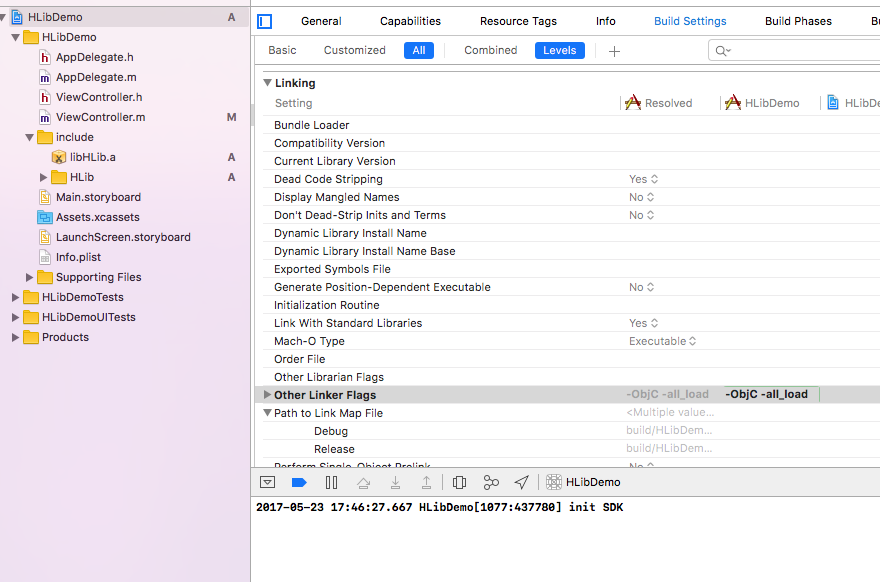 HLibDemo A
HLibDemo
AppDelegate.h
AppDelegate.m
ViewController.h
ViewController.m M
include
libHLib.a A
HLib A
Main.storyboard
Assets.xcassets
LaunchScreen.storyboard
Info.plist
Supporting Files
HLibDemoTests
HLibDemoUITests
Products
General Capabilities Resource Tags Info Build Settings Build Phases
Basic Customized All Combined Levels +
Linking
Setting Resolved HLibDemo HLibDe
Bundle Loader
Compatibility Version
Current Library Version
Dead Code Stripping Yes
Display Mangled Names No
Don't Dead-Strip Inits and Terms No
Dynamic Library Install Name
Dynamic Library Install Name Base
Exported Symbols File
Generate Position-Dependent Executable No
Initialization Routine
Link With Standard Libraries Yes
Mach-O Type Executable
Order File
Other Librarian Flags
Other Linker Flags -ObjC -all_load -ObjC -all_load
Path to Link Map File <Multiple value...
Debug build/HLibDem...
Release build/HLibDem...
Perform Single-Object Prelink No
HLibDemo
2017-05-23 17:46:27.667 HLibDemo[1077:437780] init SDK